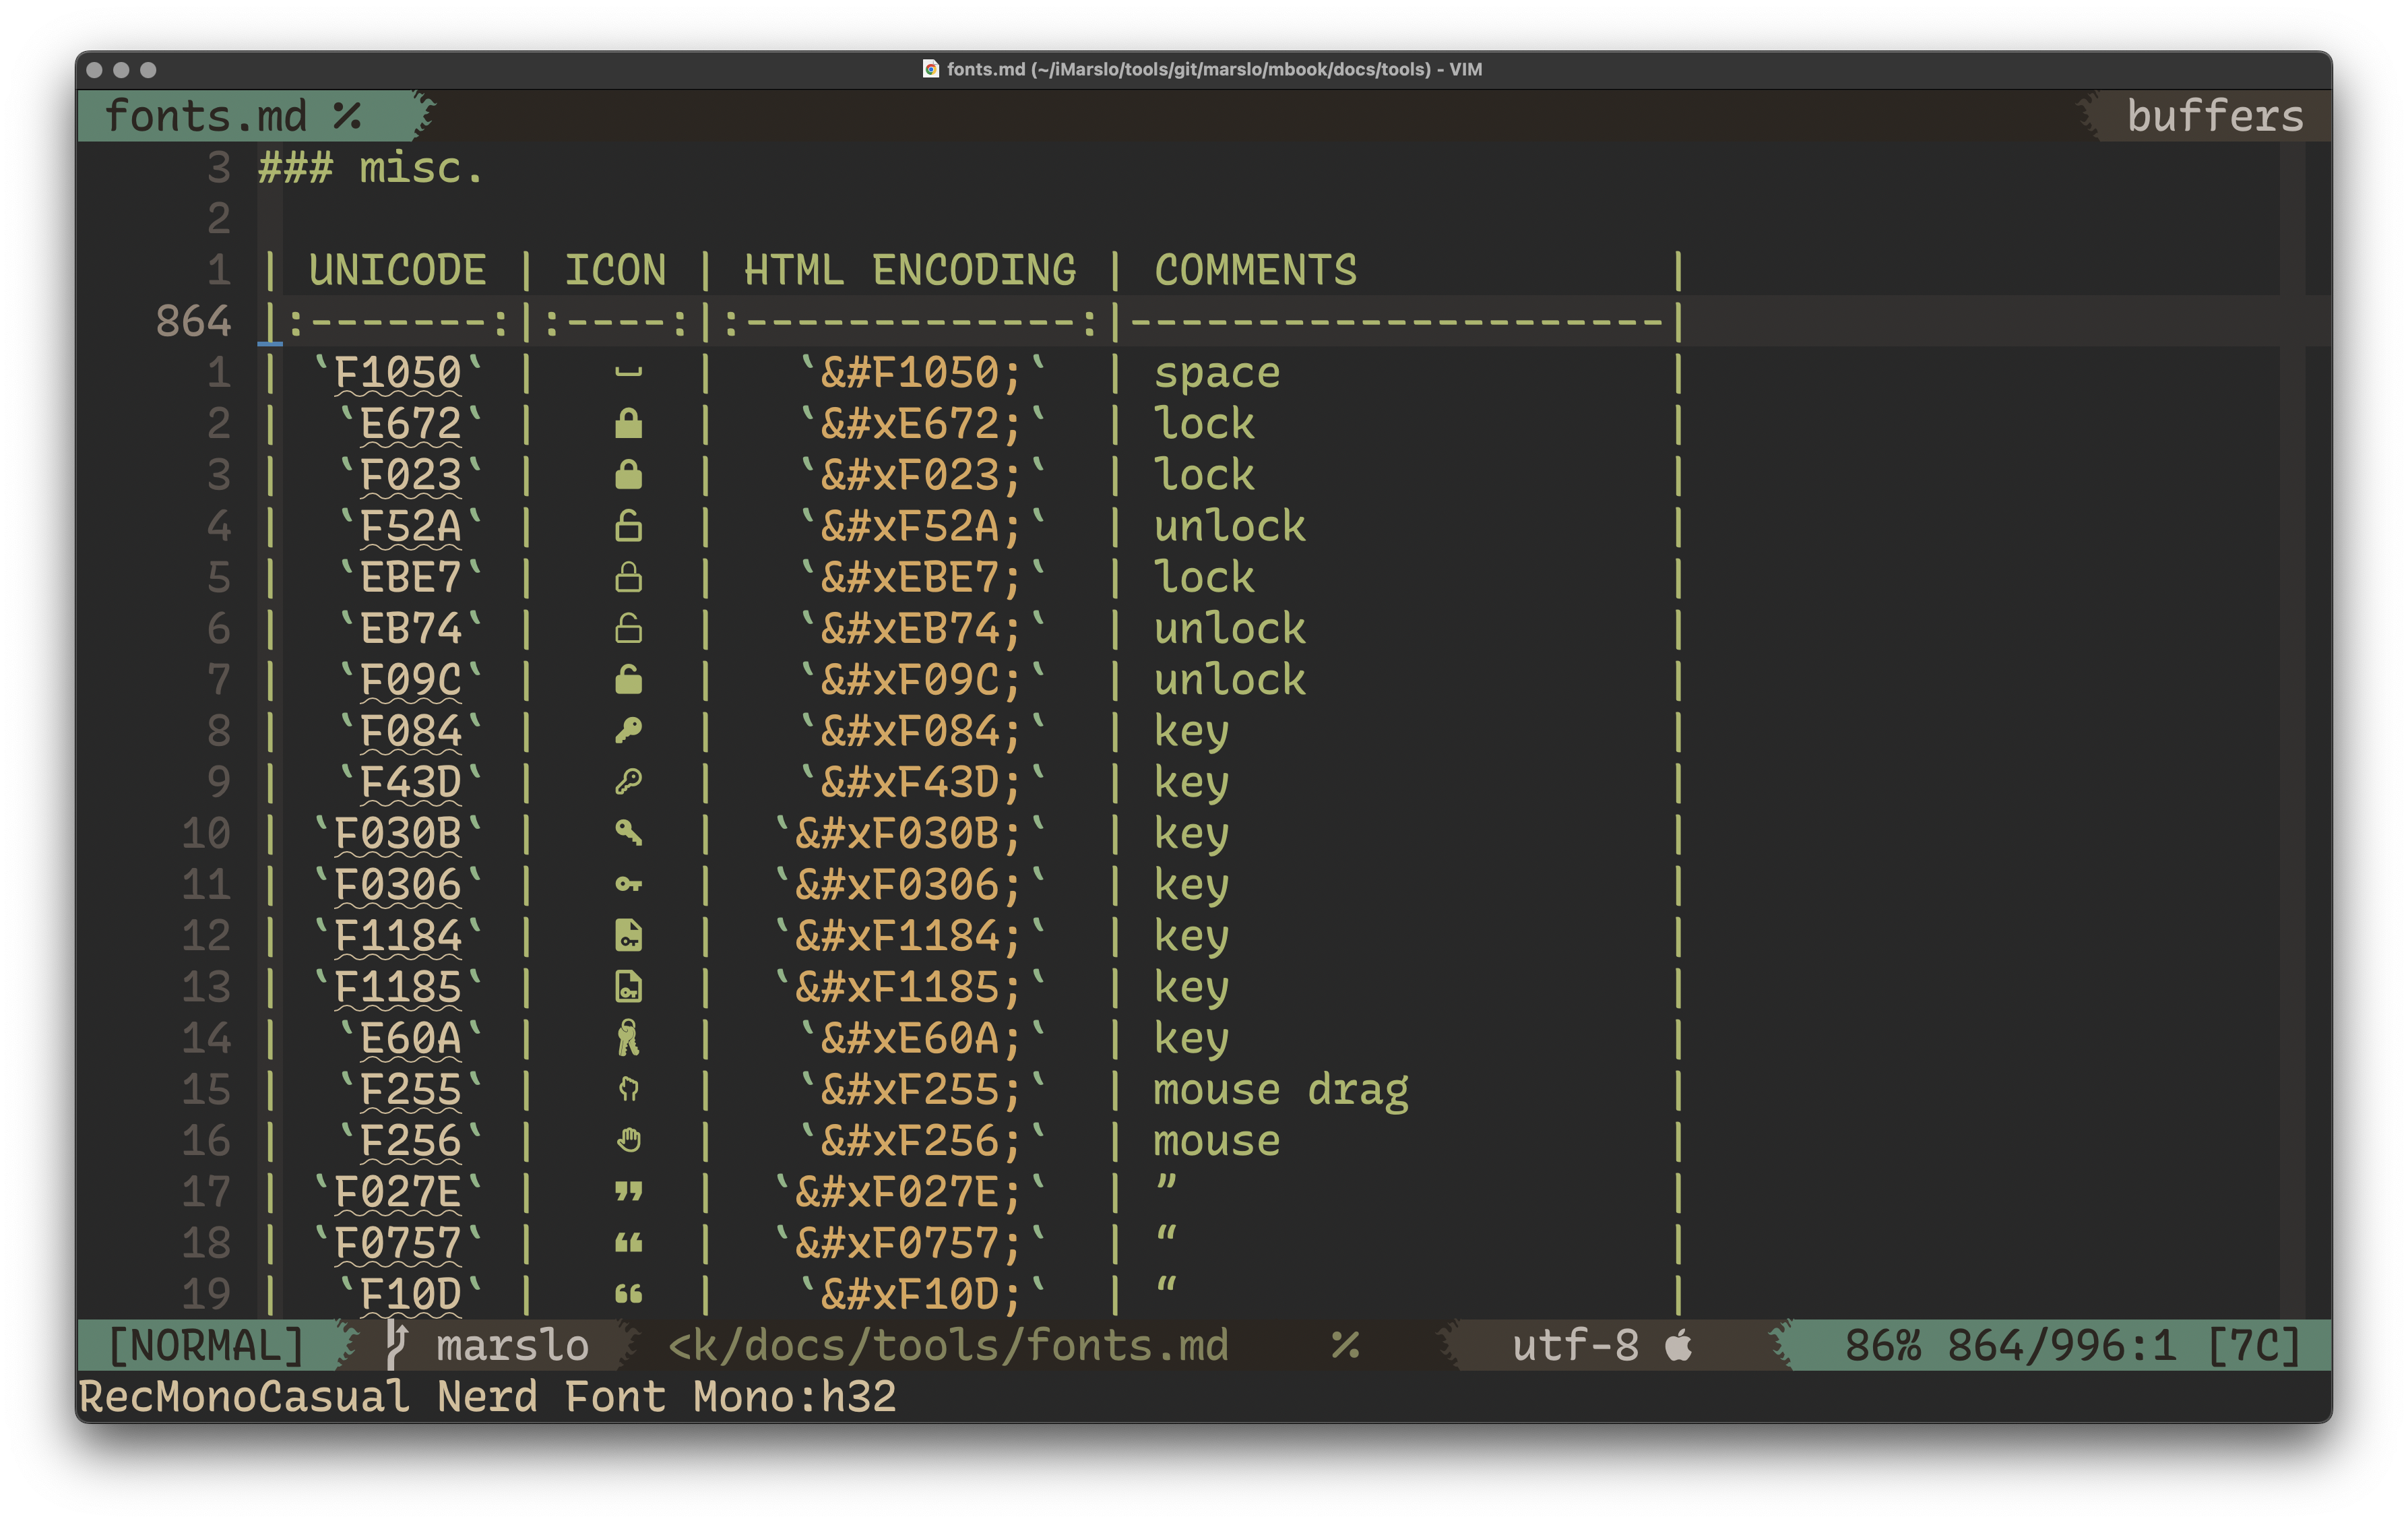 fonts.md (~/iMarslo/tools/git/marslo/mbook/docs/tools) - VIM
fonts.md buffers
3 ### misc.
2
1 | UNICODE | ICON | HTML ENCODING | COMMENTS |
864 |:-------:|:----:|:-------------:|---------------------|
1 | `F1050` | | `&#F1050;` | space |
2 | `E672` | | `&#xE672;` | lock |
3 | `F023` | | `&#xF023;` | lock |
4 | `F52A` | | `&#xF52A;` | unlock |
5 | `EBE7` | | `&#xEBE7;` | lock |
6 | `EB74` | | `&#xEB74;` | unlock |
7 | `F09C` | | `&#xF09C;` | unlock |
8 | `F084` | | `&#xF084;` | key |
9 | `F43D` | | `&#xF43D;` | key |
10 | `F030B` | | `&#xF030B;` | key |
11 | `F0306` | | `&#xF0306;` | key |
12 | `F1184` | | `&#xF1184;` | key |
13 | `F1185` | | `&#xF1185;` | key |
14 | `E60A` | | `&#xE60A;` | key |
15 | `F255` | | `&#xF255;` | mouse drag |
16 | `F256` | | `&#xF256;` | mouse |
17 | `F027E` | | `&#xF027E;` | ” |
18 | `F0757` | | `&#xF0757;` | “ |
19 | `F10D` | | `&#xF10D;` | “ |
[NORMAL] marslo <k/docs/tools/fonts.md utf-8 86% 864/996:1 [7C]
RecMonoCasual Nerd Font Mono:h32